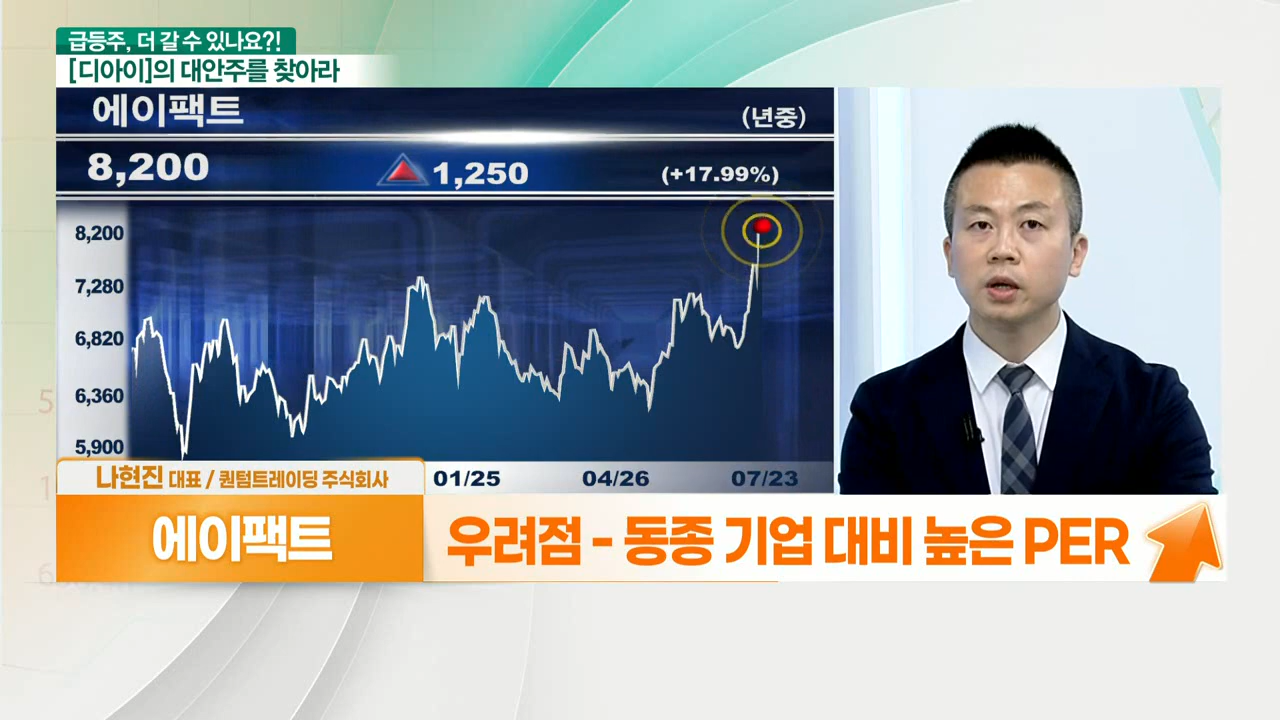 급등주, 더 갈 수 있나요?!
[디아이]의 대안주를 찾아라
에이팩트
(년중)
8,200
1,250
(+17.99%)
8,200
7,280
6,820
6,360
5,900
01/25
04/26
07/23
나현진 대표 / 퀀텀트레이딩 주식회사
에이팩트
우려점 - 동종 기업 대비 높은 PER